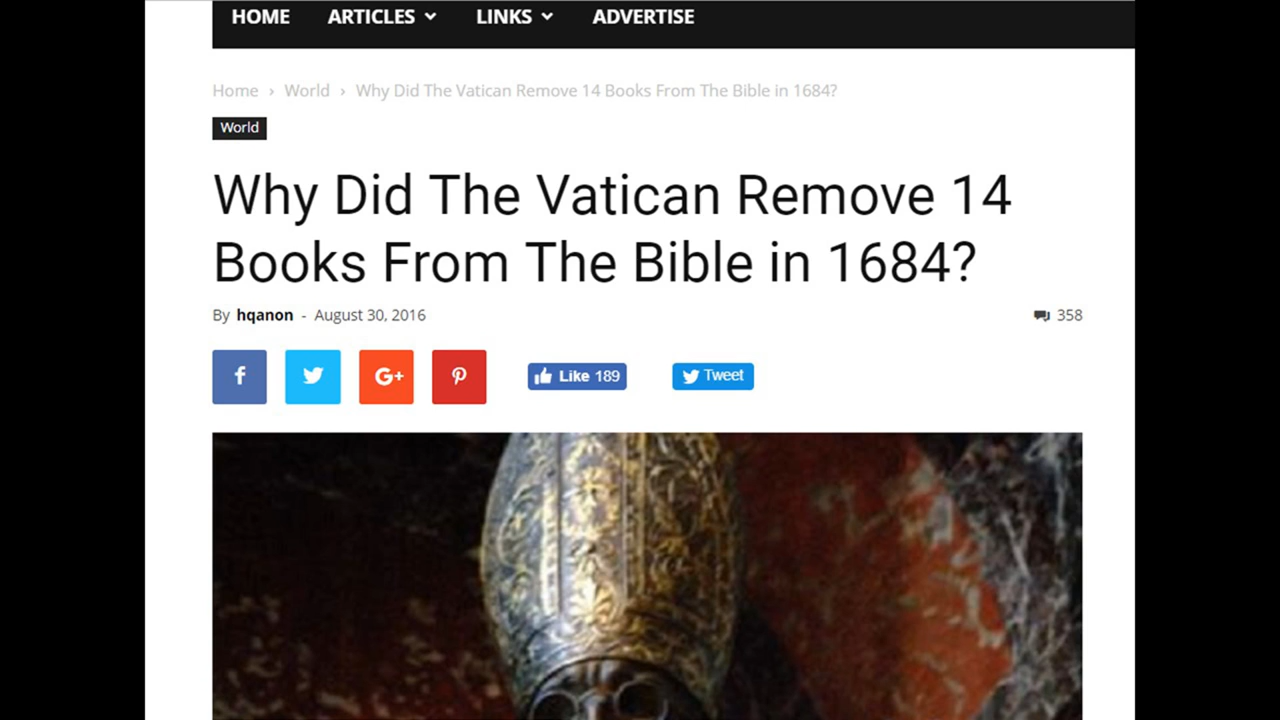 HOME ARTICLES LINKS ADVERTISE
Home › World › Why Did The Vatican Remove 14 Books From The Bible in 1684?
World
Why Did The Vatican Remove 14
Books From The Bible in 1684?
By hqanon - August 30, 2016 358
f G+ Like 189 Tweet